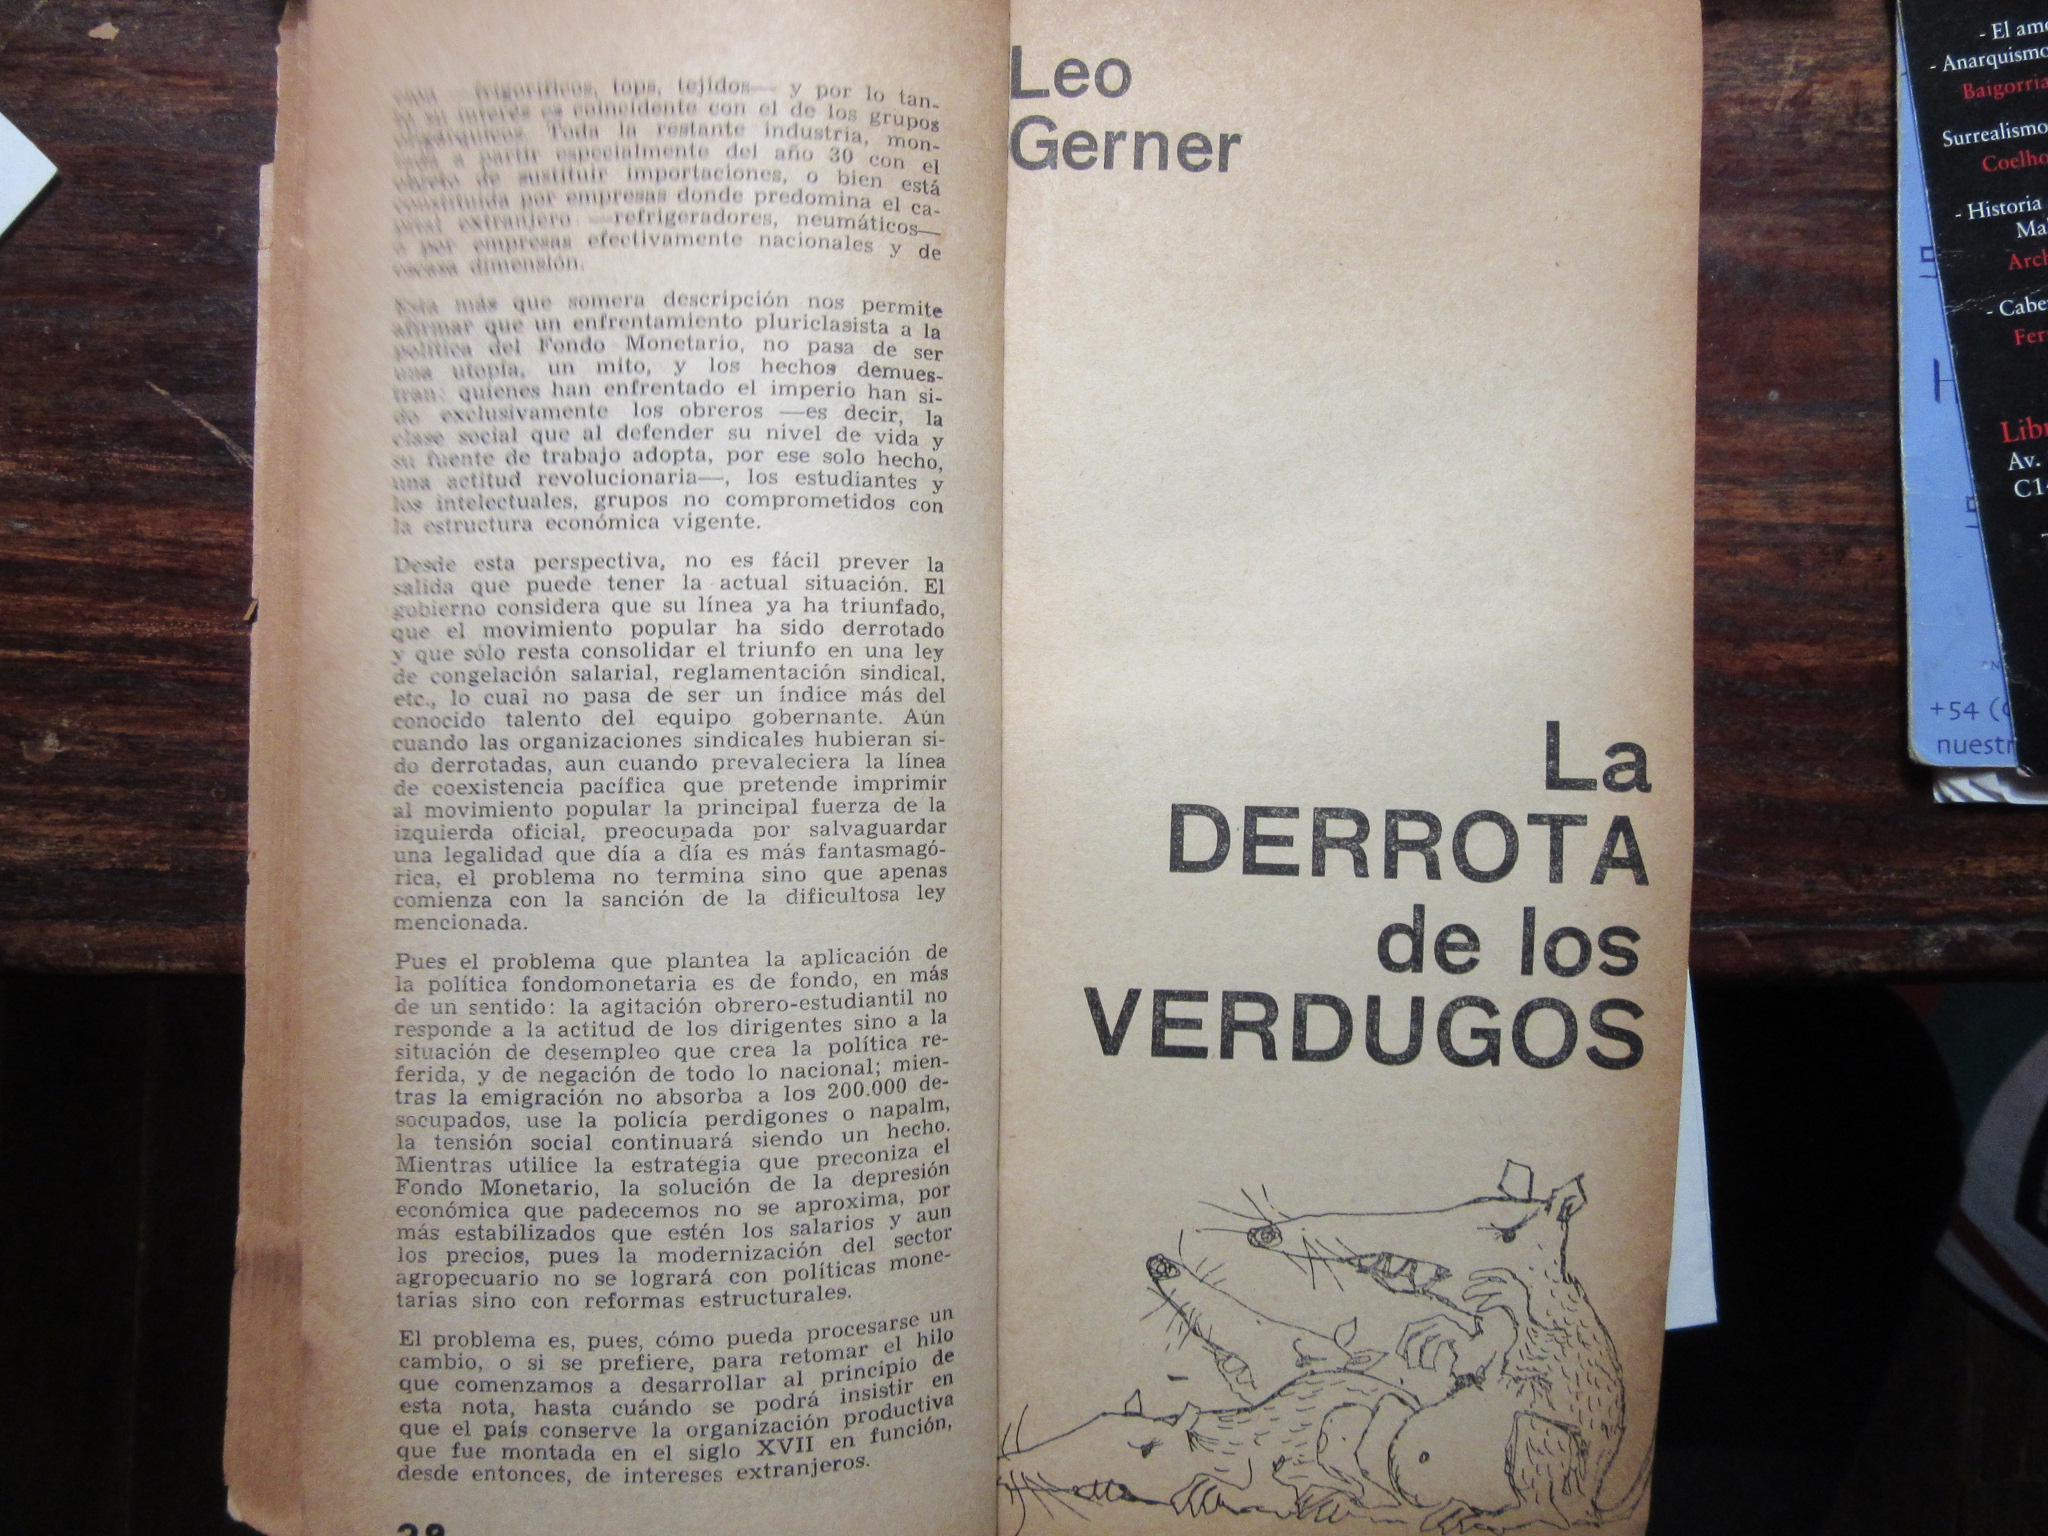 frigoríficos, tops, tejidos— y por lo tan-
to su interés es coincidente con el de los grupos
oligárquicos. Toda la restante industria, mon-
tada a partir especialmente del año 30 con el
objeto de sustituir importaciones, o bien está
constituida por empresas donde predomina el ca-
pital extranjero —refrigeradores, neumáticos—
o por empresas efectivamente nacionales y de
escasa dimensión.
Esta más que somera descripción nos permite
afirmar que un enfrentamiento pluriclasista a la
política del Fondo Monetario, no pasa de ser
una utopía, un mito, y los hechos demues-
tran: quienes han enfrentado el imperio han si-
do exclusivamente los obreros —es decir, la
clase social que al defender su nivel de vida y
su fuente de trabajo adopta, por ese solo hecho,
una actitud revolucionaria—, los estudiantes y
los intelectuales, grupos no comprometidos con
la estructura económica vigente.
Desde esta perspectiva, no es fácil prever la
salida que puede tener la actual situación. El
gobierno considera que su línea ya ha triunfado,
que el movimiento popular ha sido derrotado
y que sólo resta consolidar el triunfo en una ley
de congelación salarial, reglamentación sindical,
etc., lo cual no pasa de ser un índice más del
conocido talento del equipo gobernante. Aún
cuando las organizaciones sindicales hubieran si-
do derrotadas, aun cuando prevaleciera la línea
de coexistencia pacífica que pretende imprimir
al movimiento popular la principal fuerza de la
izquierda oficial, preocupada por salvaguardar
una legalidad que día a día es más fantasmagó-
rica, el problema no termina sino que apenas
comienza con la sanción de la dificultosa ley
mencionada.
Pues el problema que plantea la aplicación de
la política fondomonetaria es de fondo, en más
de un sentido: la agitación obrero-estudiantil no
responde a la actitud de los dirigentes sino a la
situación de desempleo que crea la política re-
ferida, y de negación de todo lo nacional; mien-
tras la emigración no absorba a los 200.000 de-
socupados, use la policía perdigones o napalm,
la tensión social continuará siendo un hecho.
Mientras utilice la estratégia que preconiza el
Fondo Monetario, la solución de la depresión
económica que padecemos no se aproxima, por
más estabilizados que estén los salarios y aun
los precios, pues la modernización del sector
agropecuario no se logrará con políticas mone-
tarias sino con reformas estructurales.
El problema es, pues, cómo pueda procesarse un
cambio, o si se prefiere, para retomar el hilo
que comenzamos a desarrollar al principio de
esta nota, hasta cuándo se podrá insistir en
que el país conserve la organización productiva
que fue montada en el siglo XVII en función,
desde entonces, de intereses extranjeros.
Leo
Gerner
La
DERROTA
de los
VERDUGOS
- El
- Anarquismo
Baigorria
Surrealismo
Coelho
- Historia
Libr
Av.
+54
nuestr